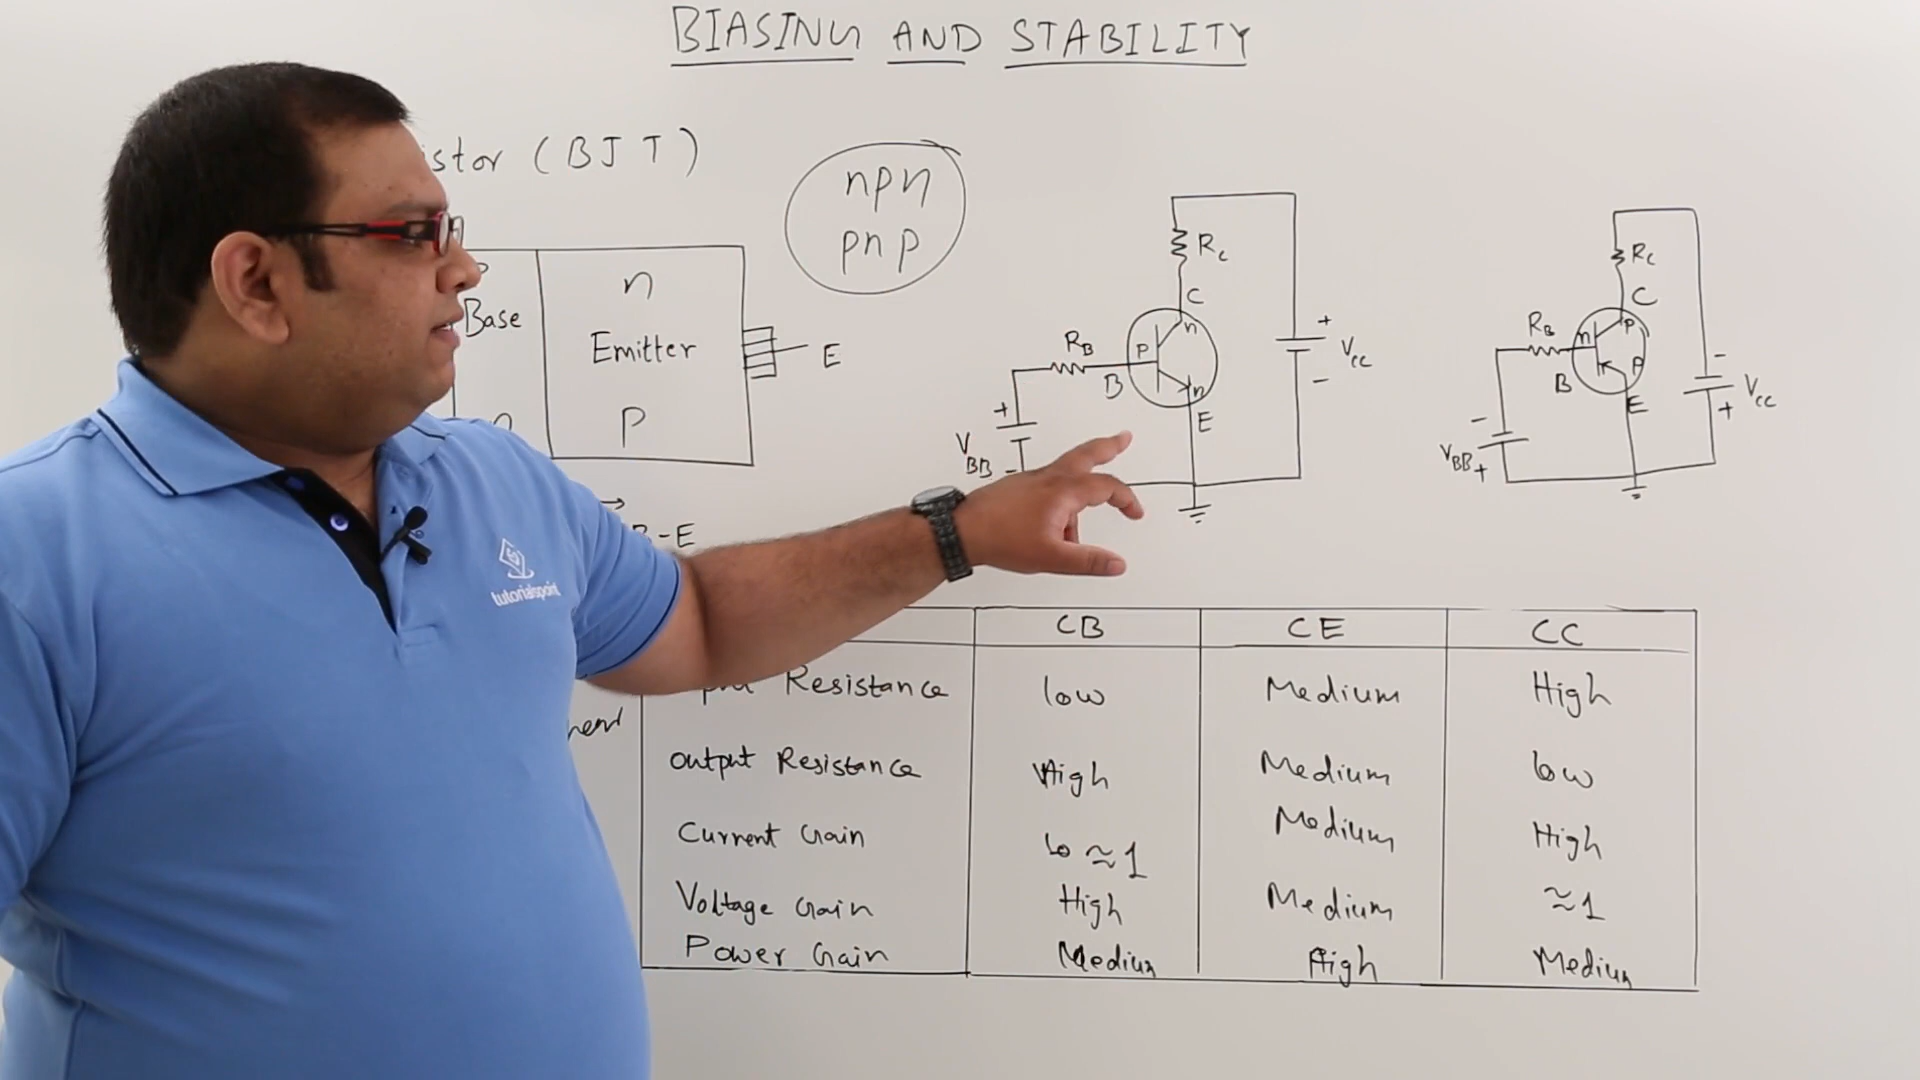 BIASING AND STABILITY
istor (BJT)
npn
pnp
n
Base
Emitter
E
p
B-E
RC
C
n
RB
P
B
n
E
+
VBB
-
+
VCC
-
RC
C
P
RB
n
P
B
E
-
VBB
+
-
VCC
+
tutorialspoint
CB CE CC
Resistance low Medium High
Output Resistance High Medium low
Current Gain lo ≈1 Medium High
Voltage Gain High Medium ≈1
Power Gain Medium High Medium